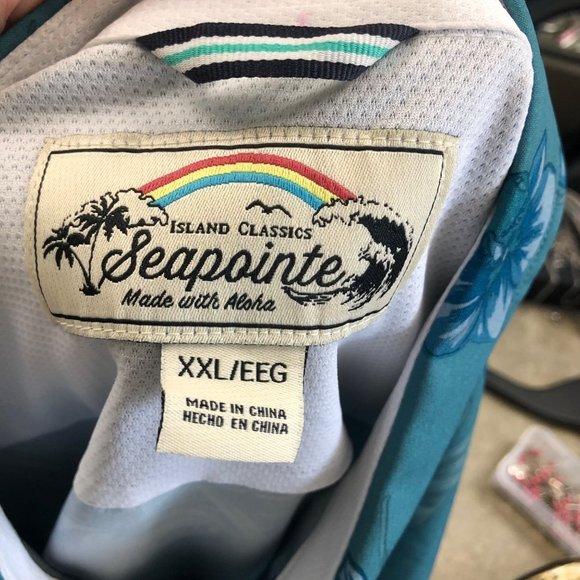 ISLAND CLASSICS
Seapointe
Made with Aloha
XXL/EEG
MADE IN CHINA
HECHO EN CHINA